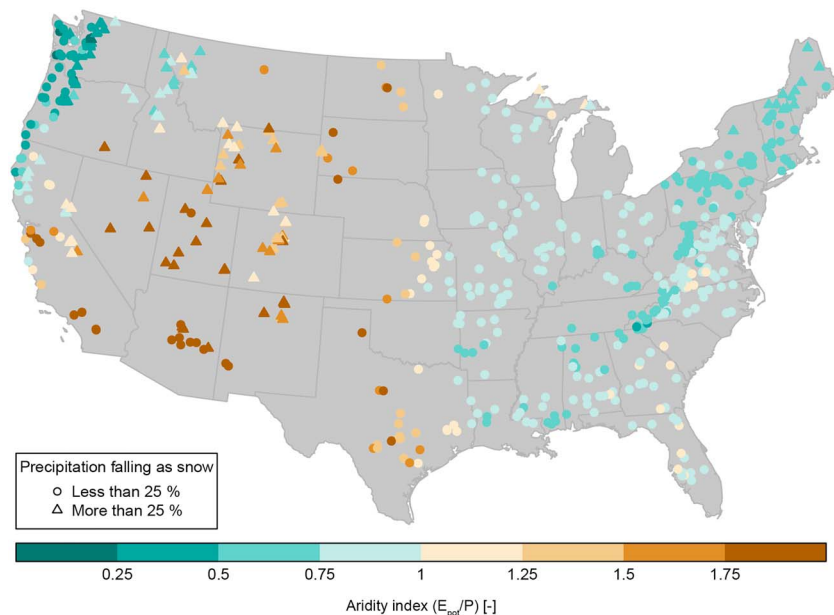 Precipitation falling as snow
Less than 25 %
More than 25 %
0.25 0.5 0.75 1 1.25 1.5 1.75
Aridity index (Epot/P) [-]